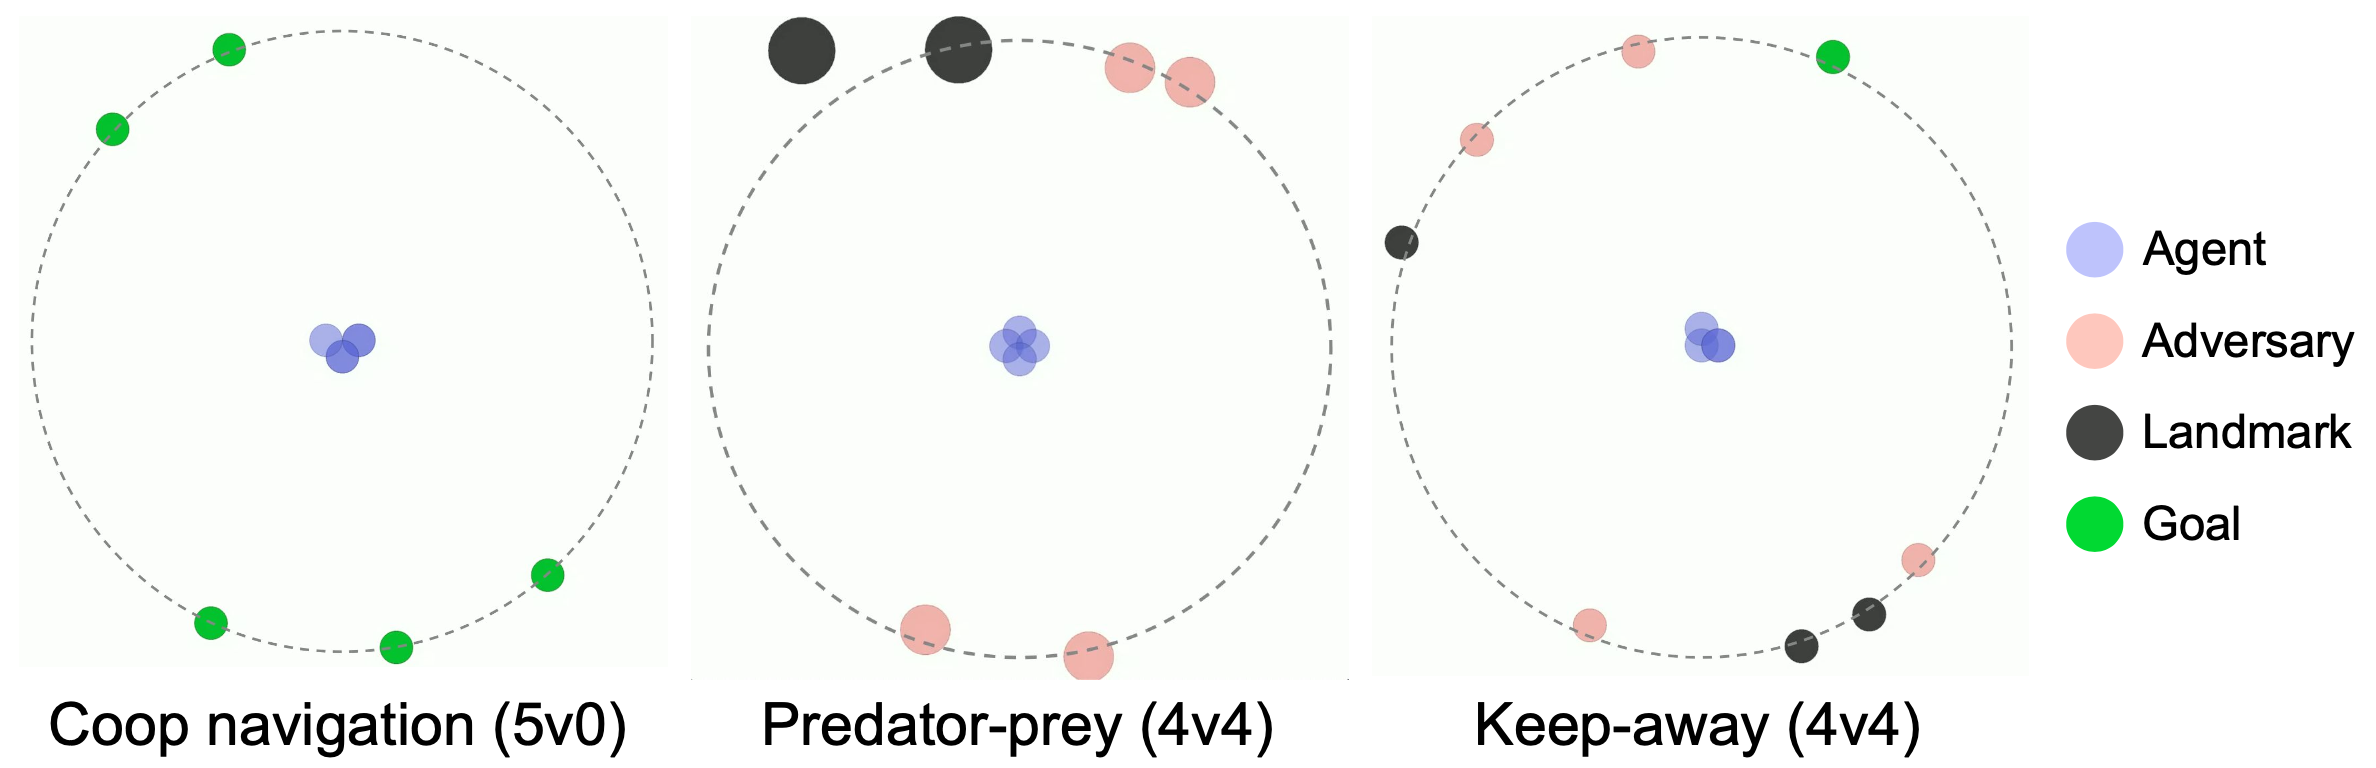 Agent
Adversary
Landmark
Goal
Coop navigation (5v0)
Predator-prey (4v4)
Keep-away (4v4)